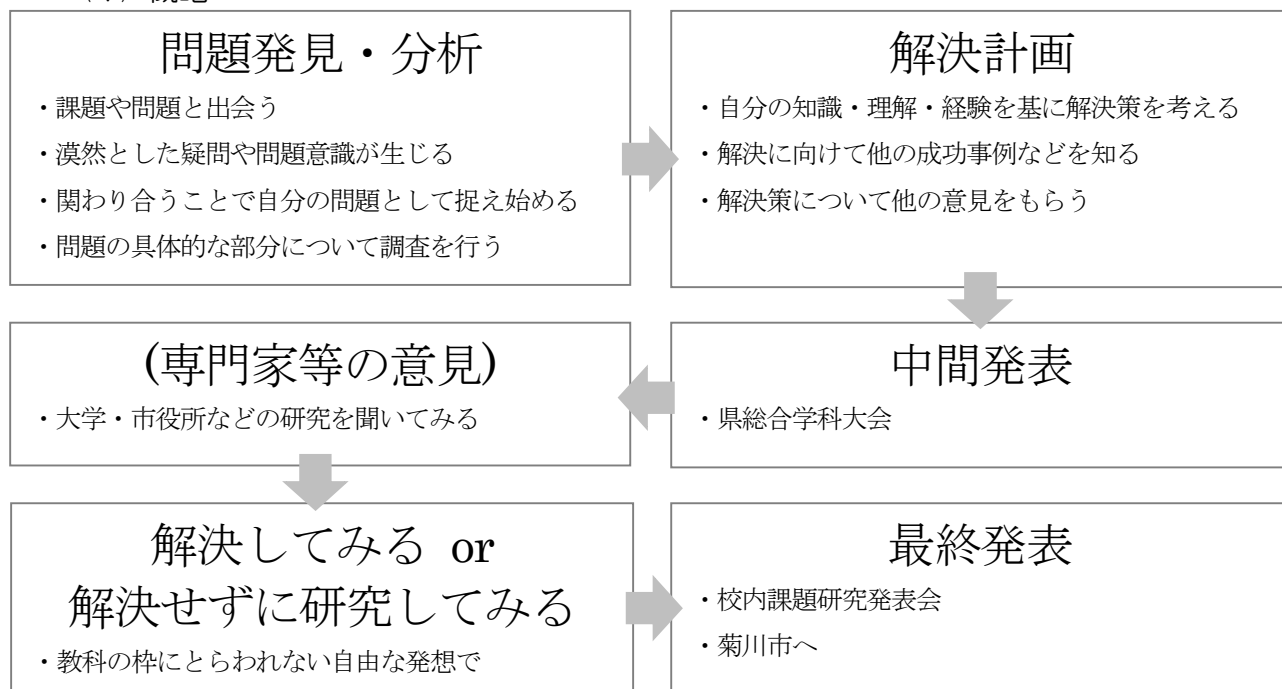 問題発見・分析
・課題や問題と出会う
・漠然とした疑問や問題意識が生じる
・関わり合うことで自分の問題として捉え始める
・問題の具体的な部分について調査を行う
解決計画
・自分の知識・理解・経験を基に解決策を考える
・解決に向けて他の成功事例などを知る
・解決策について他の意見をもらう
中間発表
・県総合学科大会
(専門家等の意見)
・大学・市役所などの研究を聞いてみる
解決してみる or
解決せずに研究してみる
・教科の枠にとらわれない自由な発想で
最終発表
・校内課題研究発表会
・菊川市へ